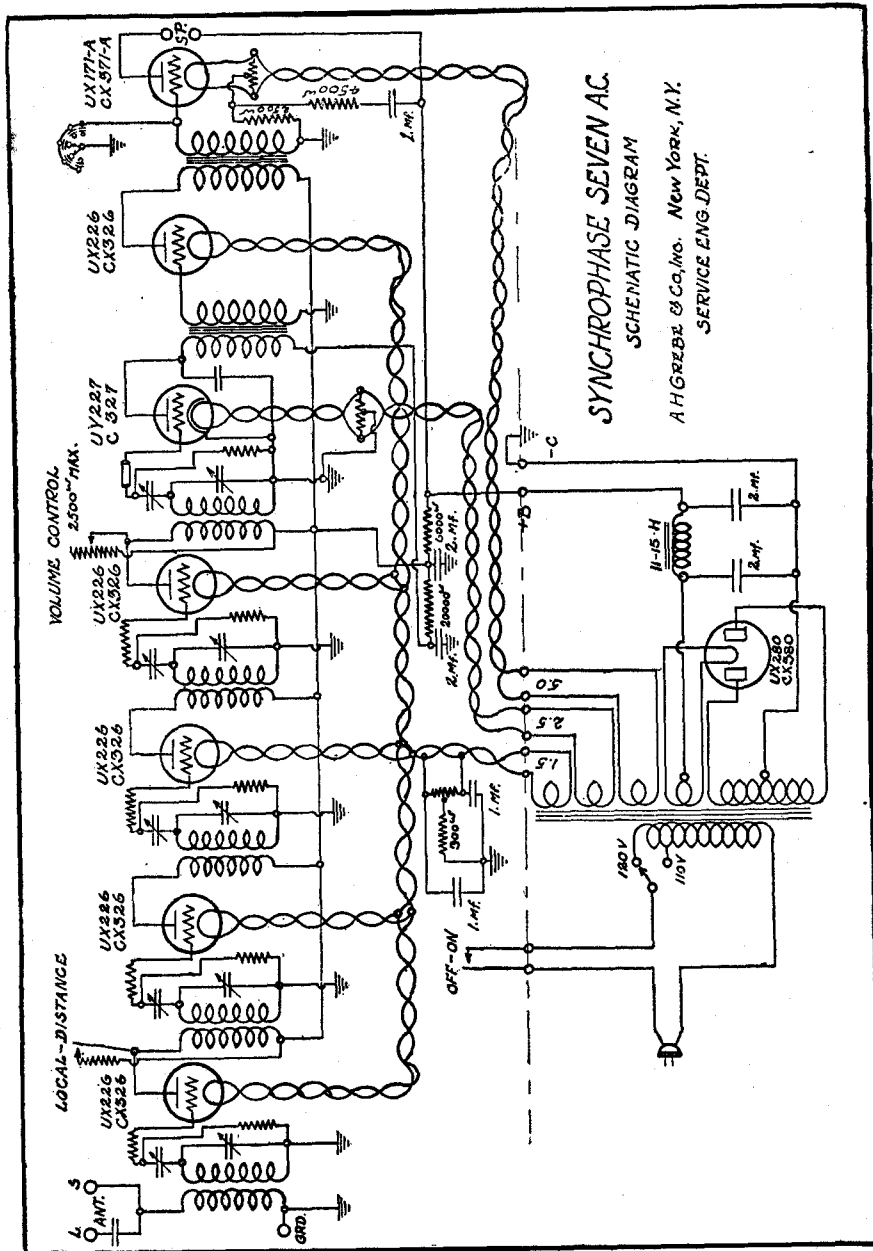 SYNCHROPHASE SEVEN A.C.
SCHEMATIC DIAGRAM
A H GREBE & Co., Inc. NEW YORK, N.Y.
SERVICE ENG. DEPT.
L
S
ANT.
GRD.
UX226
CX326
LOCAL-DISTANCE
UX226
CX326
UX226
CX326
UX226
CX326
VOLUME CONTROL
2500ω MAX.
UY227
C 327
UX226
CX326
UX171-A
CX371-A
SP.
2500ω
4500ω
1. MF.
2. MF.
20000ω
2. MF.
6000ω
1. MF.
500ω
1. MF.
OFF-ON
1.5
2.5
5.0
+B
-C
120V
110V
11-15-H
2. MF.
2. MF.
UX280
CX380